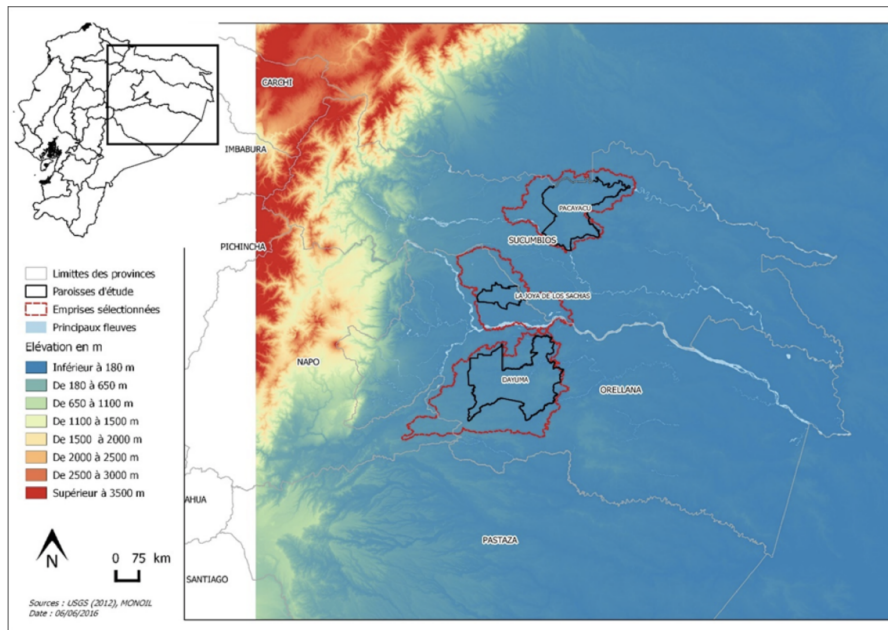 CARCHI
IMBABURA
PACAYACU
SUCUMBIOS
PICHINCHA
LA JOYA DE LOS SACHAS
NAPO
DAYUMA
ORELLANA
AHUA
PASTAZA
SANTIAGO
Limittes des provinces
Paroisses d'étude
Emprises sélectionnées
Principaux fleuves
Elévation en m
Inférieur à 180 m
De 180 à 650 m
De 650 à 1100 m
De 1100 à 1500 m
De 1500 à 2000 m
De 2000 à 2500 m
De 2500 à 3000 m
Supérieur à 3500 m
N
0 75 km
Sources : USGS (2012), MONOIL
Date : 06/06/2016